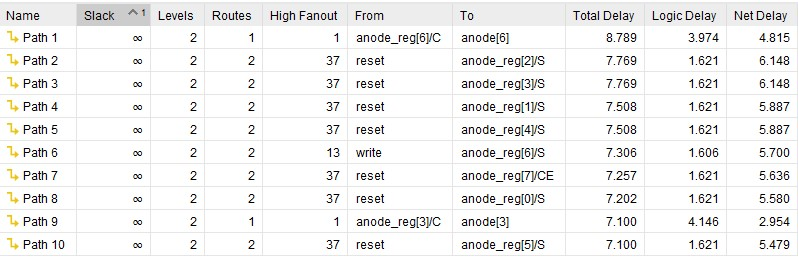 Name Slack ^1 Levels Routes High Fanout From To Total Delay Logic Delay Net Delay
Path 1 ∞ 2 1 1 anode_reg[6]/C anode[6] 8.789 3.974 4.815
Path 2 ∞ 2 2 37 reset anode_reg[2]/S 7.769 1.621 6.148
Path 3 ∞ 2 2 37 reset anode_reg[3]/S 7.769 1.621 6.148
Path 4 ∞ 2 2 37 reset anode_reg[1]/S 7.508 1.621 5.887
Path 5 ∞ 2 2 37 reset anode_reg[4]/S 7.508 1.621 5.887
Path 6 ∞ 2 2 13 write anode_reg[6]/S 7.306 1.606 5.700
Path 7 ∞ 2 2 37 reset anode_reg[7]/CE 7.257 1.621 5.636
Path 8 ∞ 2 2 37 reset anode_reg[0]/S 7.202 1.621 5.580
Path 9 ∞ 2 1 1 anode_reg[3]/C anode[3] 7.100 4.146 2.954
Path 10 ∞ 2 2 37 reset anode_reg[5]/S 7.100 1.621 5.479